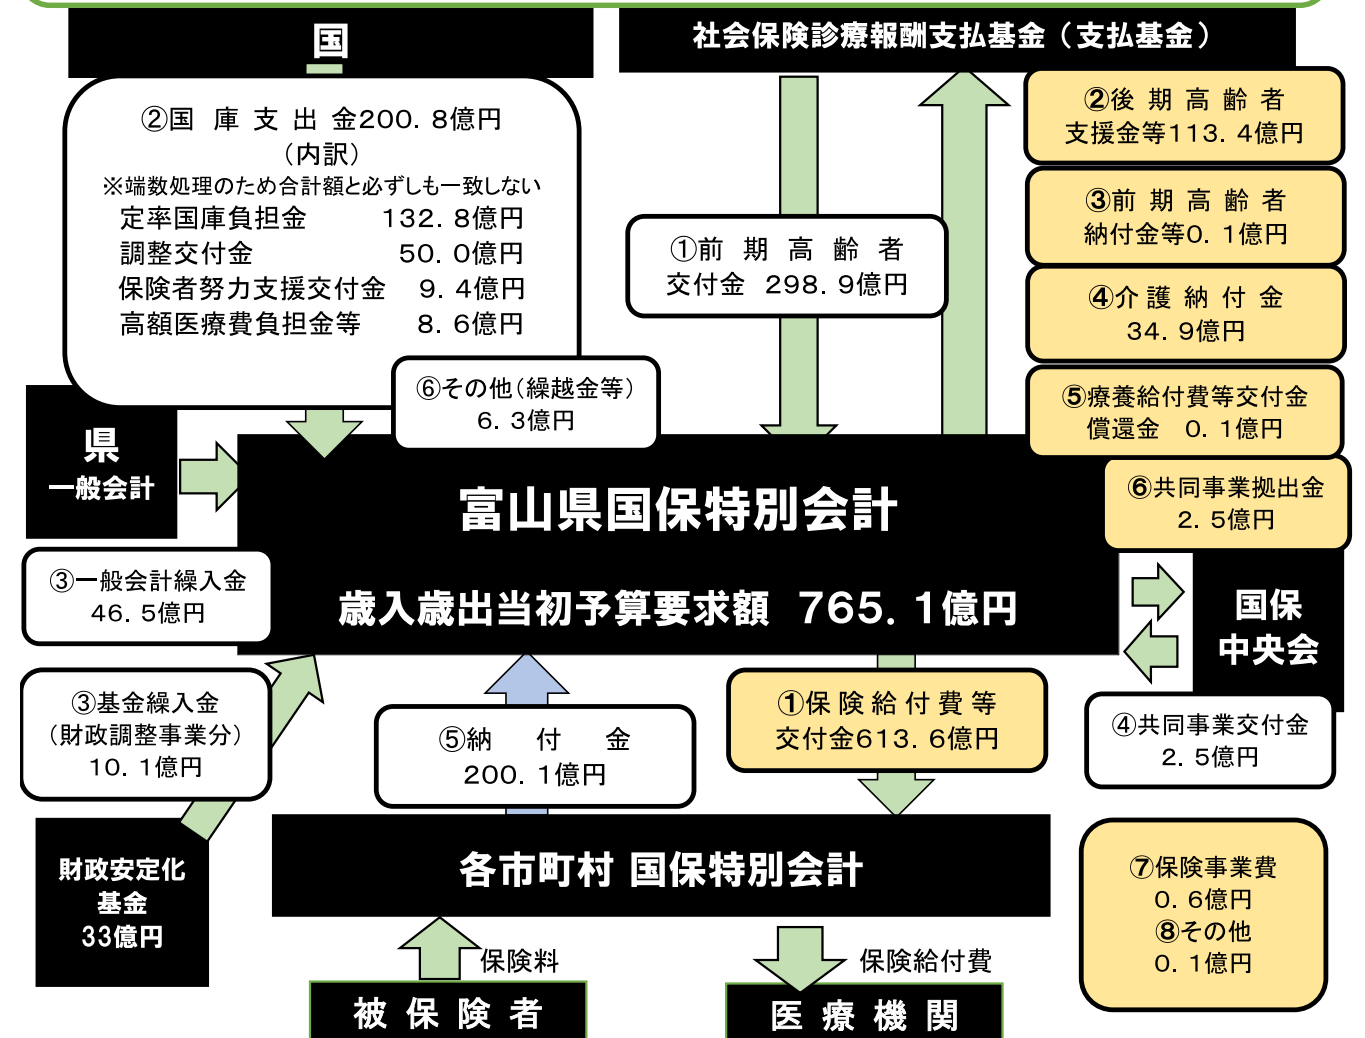 国
社会保険診療報酬支払基金（支払基金）
②国 庫 支 出 金200．8億円
（内訳）
※端数処理のため合計額と必ずしも一致しない
定率国庫負担金 132．8億円
調整交付金 50．0億円
保険者努力支援交付金 9．4億円
高額医療費負担金等 8．6億円
①前 期 高 齢 者
交付金 298．9億円
②後 期 高 齢 者
支援金等113．4億円
③前 期 高 齢 者
納付金等0．1億円
④介 護 納 付 金
34．9億円
⑤療養給付費等交付金
償還金 0．1億円
⑥共同事業拠出金
2．5億円
⑥その他（繰越金等）
6．3億円
県
一般会計
富山県国保特別会計
歳入歳出当初予算要求額 765．1億円
③一般会計繰入金
46．5億円
国保
中央会
③基金繰入金
（財政調整事業分）
10．1億円
⑤納 付 金
200．1億円
①保 険 給 付 費 等
交付金613．6億円
④共同事業交付金
2．5億円
財政安定化
基金
33億円
各市町村 国保特別会計
⑦保険事業費
0．6億円
⑧その他
0．1億円
保険料
保険給付費
被 保 険 者
医 療 機 関